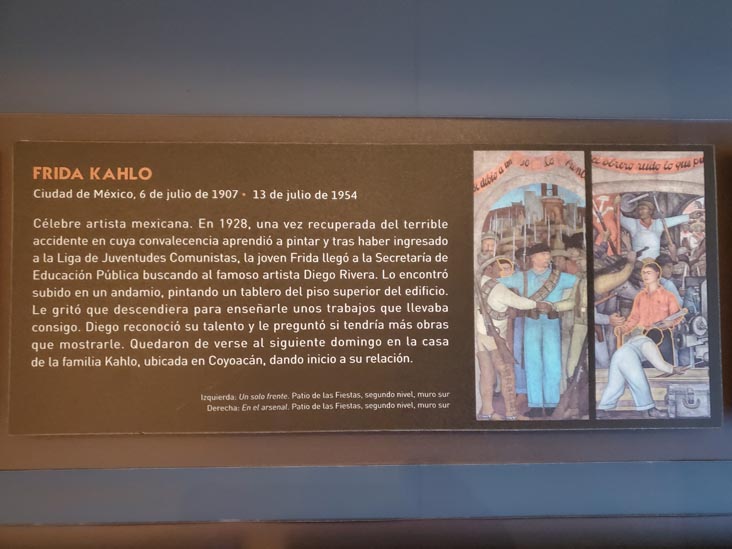 FRIDA KAHLO
Ciudad de México, 6 de julio de 1907 • 13 de julio de 1954
Célebre artista mexicana. En 1928, una vez recuperada del terrible
accidente en cuya convalecencia aprendió a pintar y tras haber ingresado
a la Liga de Juventudes Comunistas, la joven Frida llegó a la Secretaría de
Educación Pública buscando al famoso artista Diego Rivera. Lo encontró
subido en un andamio, pintando un tablero del piso superior del edificio.
Le gritó que descendiera para enseñarle unos trabajos que llevaba
consigo. Diego reconoció su talento y le preguntó si tendría más obras
que mostrarle. Quedaron de verse al siguiente domingo en la casa
de la familia Kahlo, ubicada en Coyoacán, dando inicio a su relación.
Izquierda: Un solo frente. Patio de las Fiestas, segundo nivel, muro sur
Derecha: En el arsenal. Patio de las Fiestas, segundo nivel, muro sur